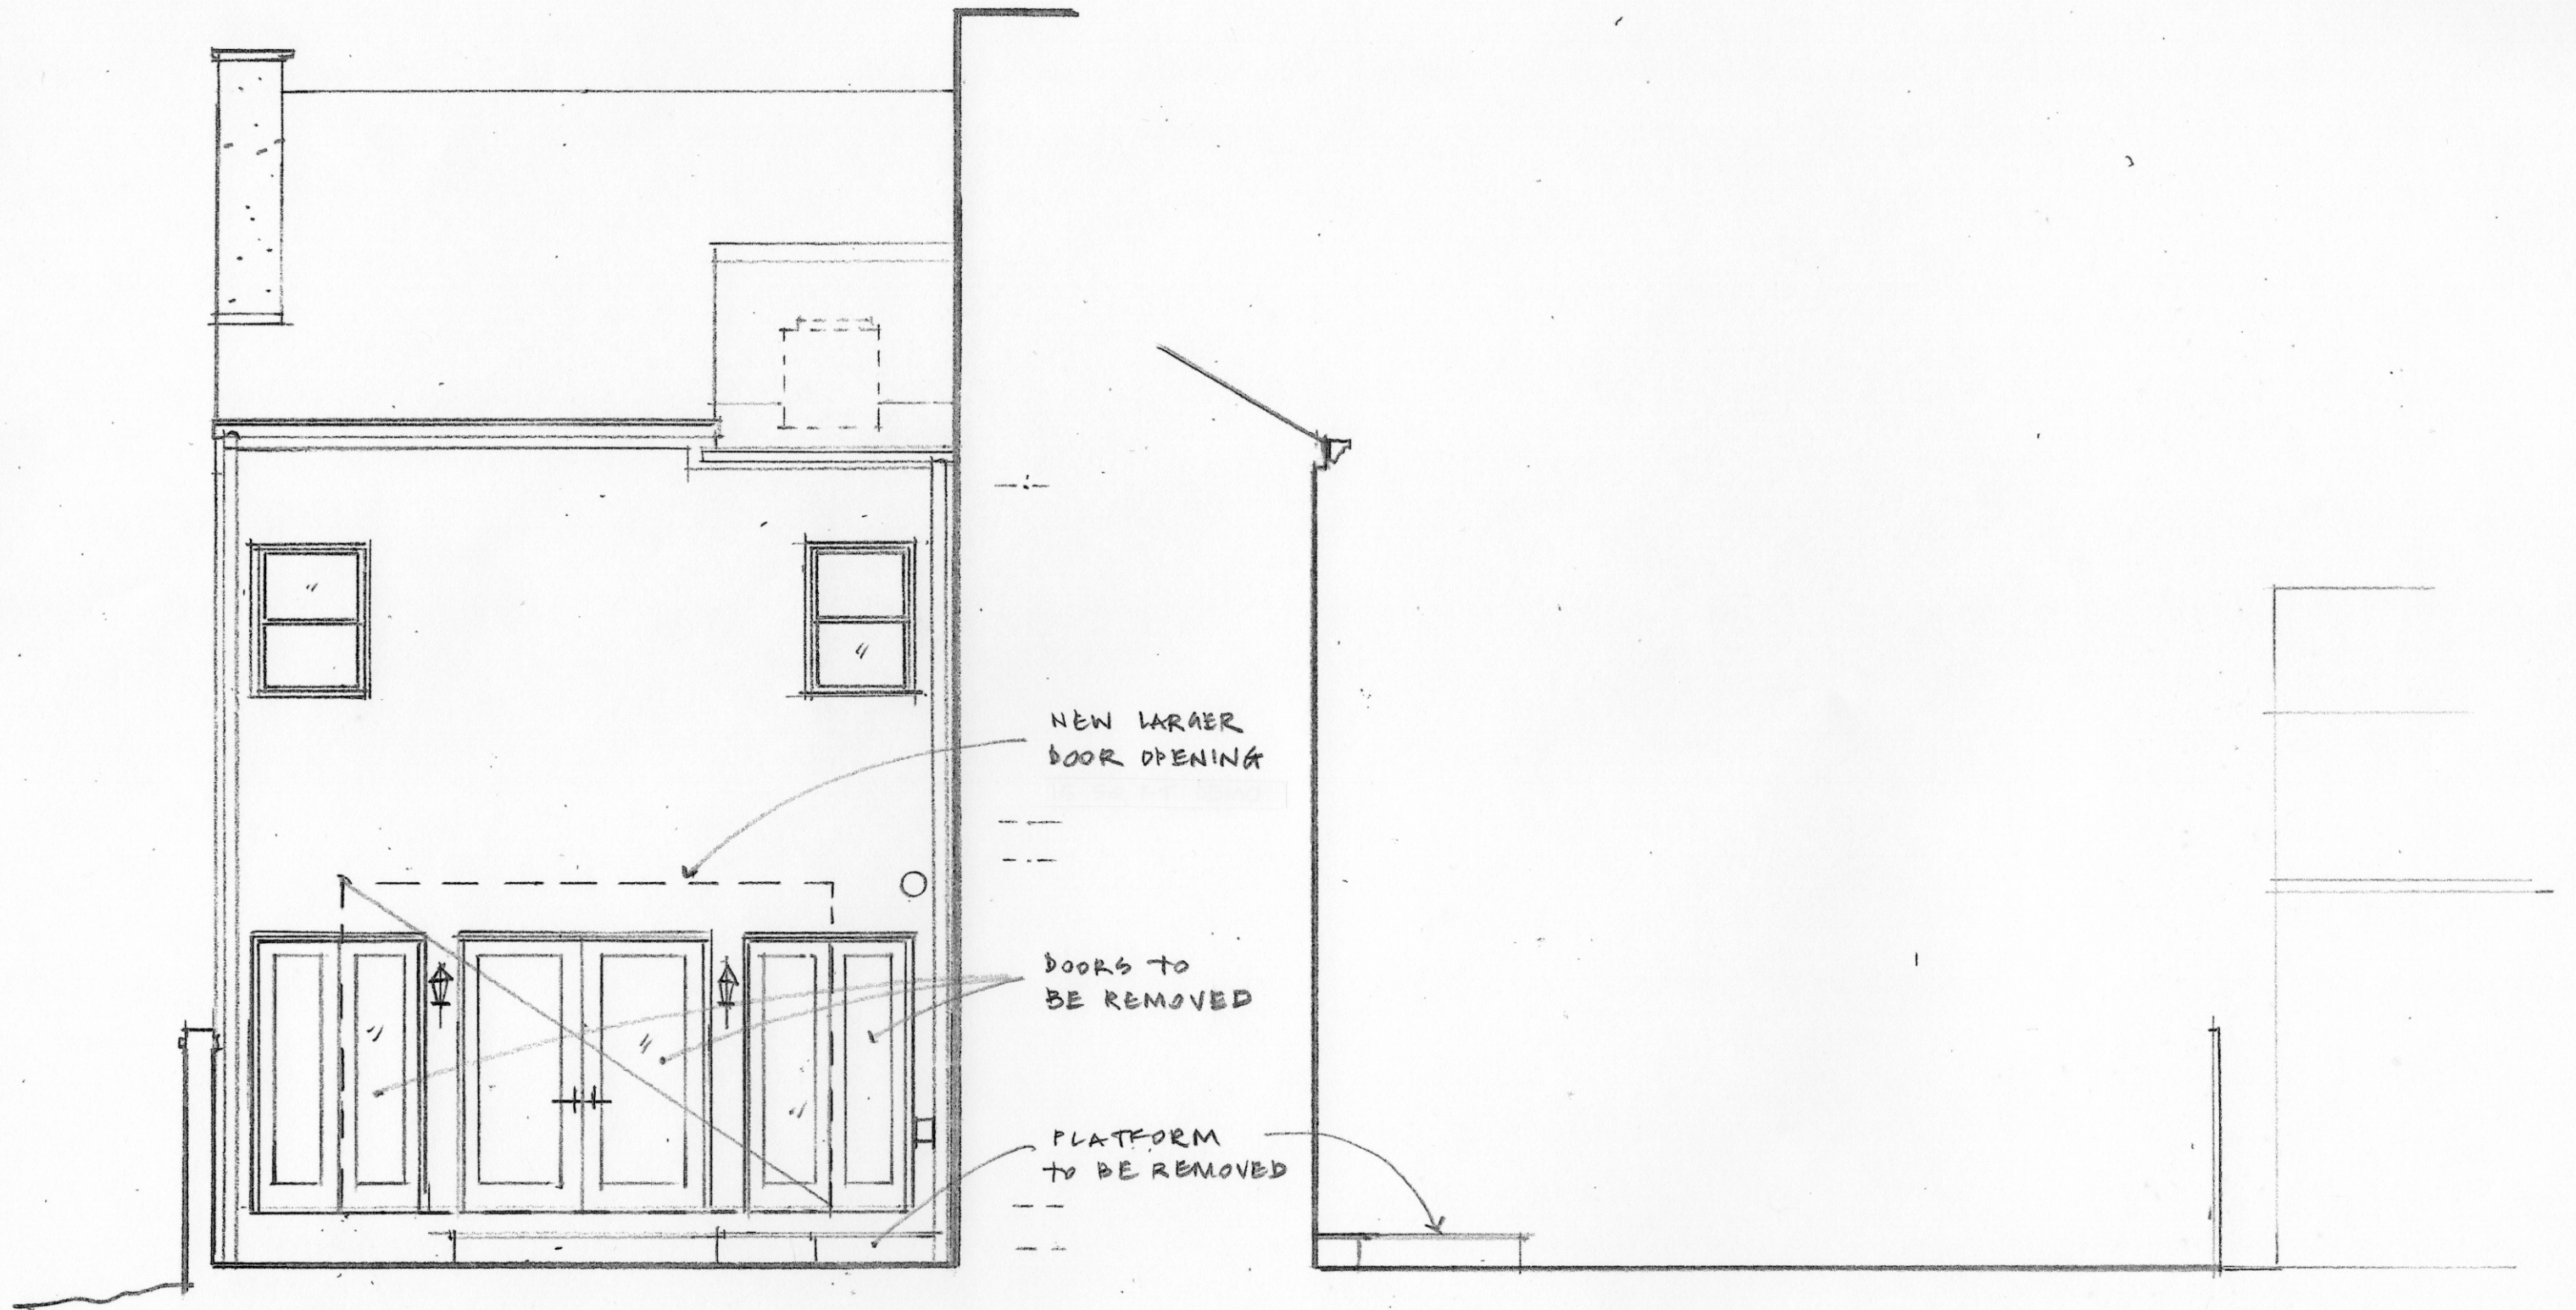 NEW LARGER
DOOR OPENING
DOORS TO
BE REMOVED
PLATFORM
TO BE REMOVED